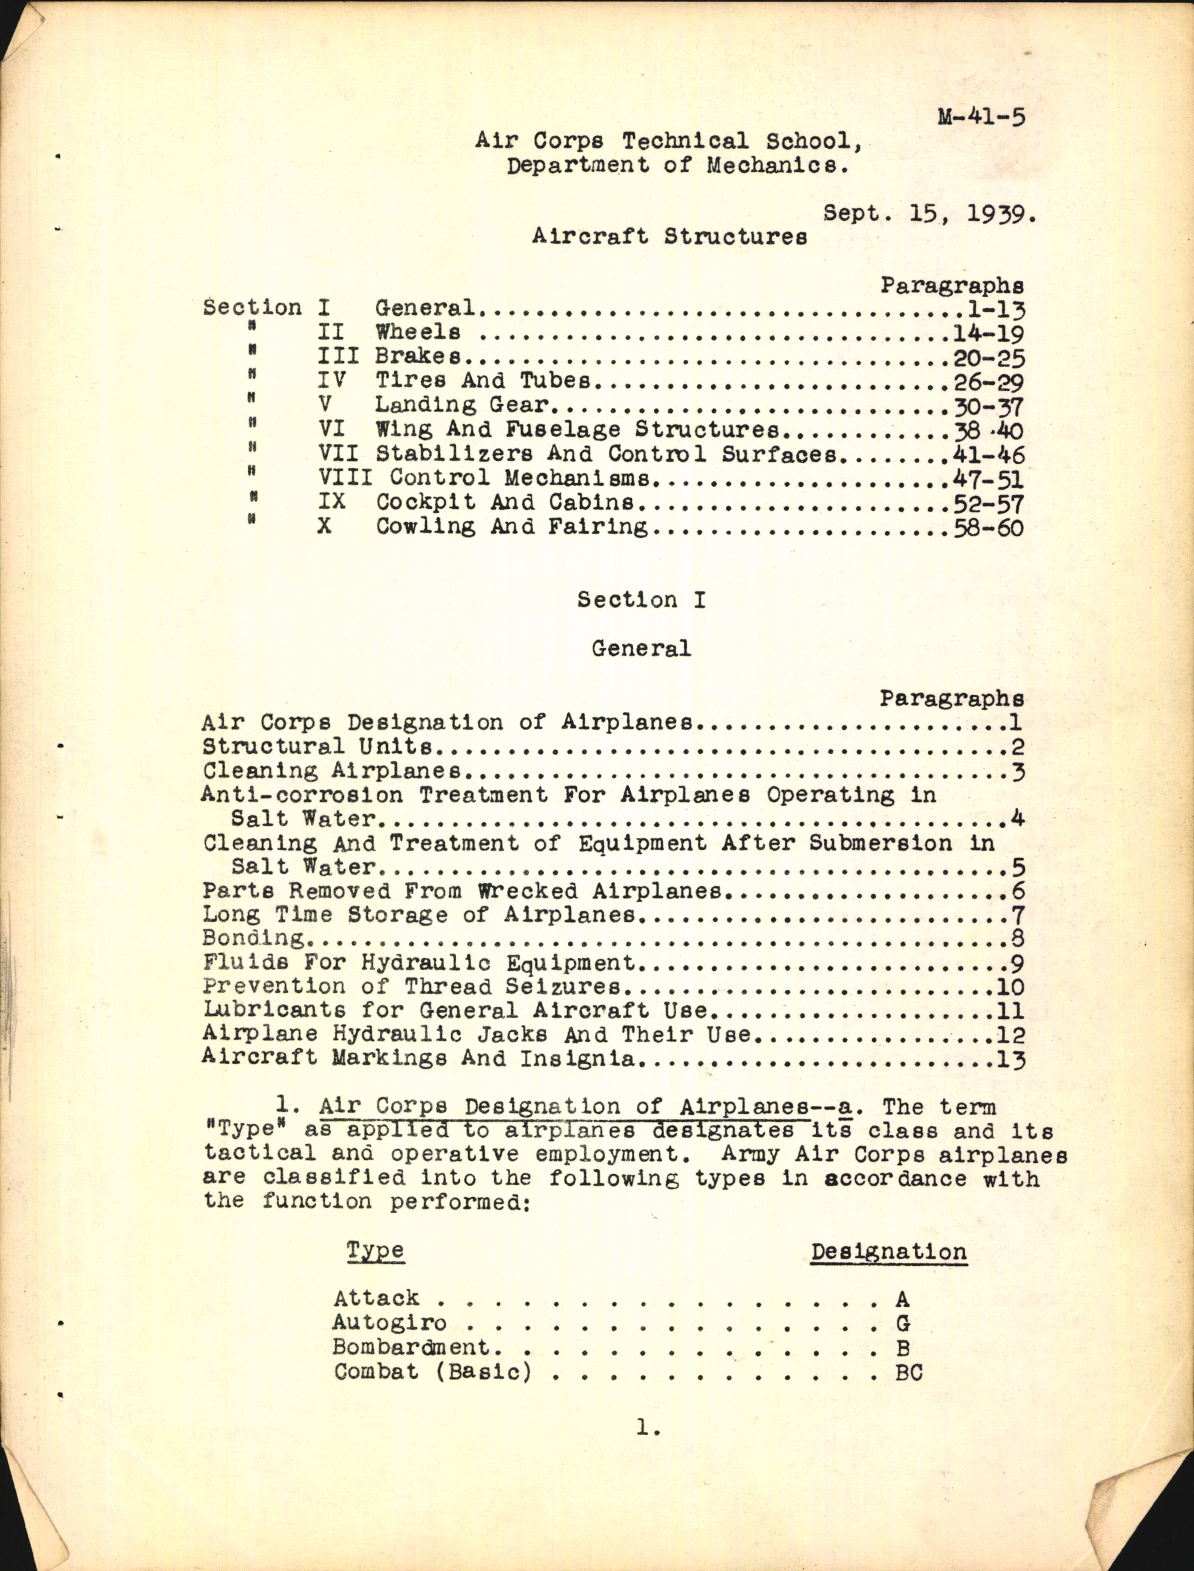 M-41-5
Air Corps Technical School,
Department of Mechanics.
Sept. 15, 1939.
Aircraft Structures
Paragraphs
Section I General.................................1-13
" II Wheels ................................14-19
" III Brakes.................................20-25
" IV Tires And Tubes........................26-29
" V Landing Gear...........................30-37
" VI Wing And Fuselage Structures...........38-40
" VII Stabilizers And Control Surfaces........41-46
" VIII Control Mechanisms.....................47-51
" IX Cockpit And Cabins.....................52-57
" X Cowling And Fairing....................58-60
Section I
General
Paragraphs
Air Corps Designation of Airplanes.....................1
Structural Units.......................................2
Cleaning Airplanes.....................................3
Anti-corrosion Treatment For Airplanes Operating in
Salt Water...........................................4
Cleaning And Treatment of Equipment After Submersion in
Salt Water...........................................5
Parts Removed From Wrecked Airplanes...................6
Long Time Storage of Airplanes.........................7
Bonding................................................8
Fluids For Hydraulic Equipment.........................9
Prevention of Thread Seizures.........................10
Lubricants for General Aircraft Use...................11
Airplane Hydraulic Jacks And Their Use................12
Aircraft Markings And Insignia........................13
1. Air Corps Designation of Airplanes--a. The term
"Type" as applied to airplanes designates its class and its
tactical and operative employment. Army Air Corps airplanes
are classified into the following types in accordance with
the function performed:
Type Designation
Attack . . . . . . . . . . . . . . . . A
Autogiro . . . . . . . . . . . . . . . G
Bombardment. . . . . . . . . . . . . . B
Combat (Basic) . . . . . . . . . . . . BC
1.